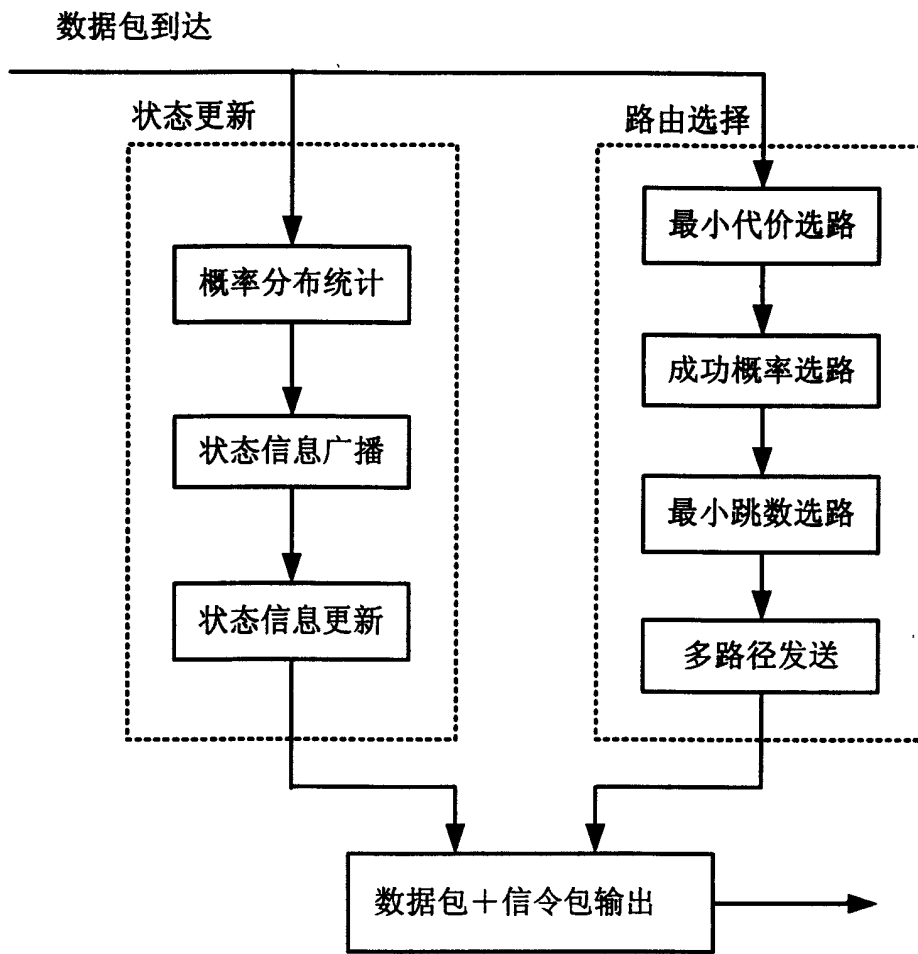 数据包到达
状态更新
路由选择
概率分布统计
状态信息广播
状态信息更新
最小代价选路
成功概率选路
最小跳数选路
多路径发送
数据包＋信令包输出